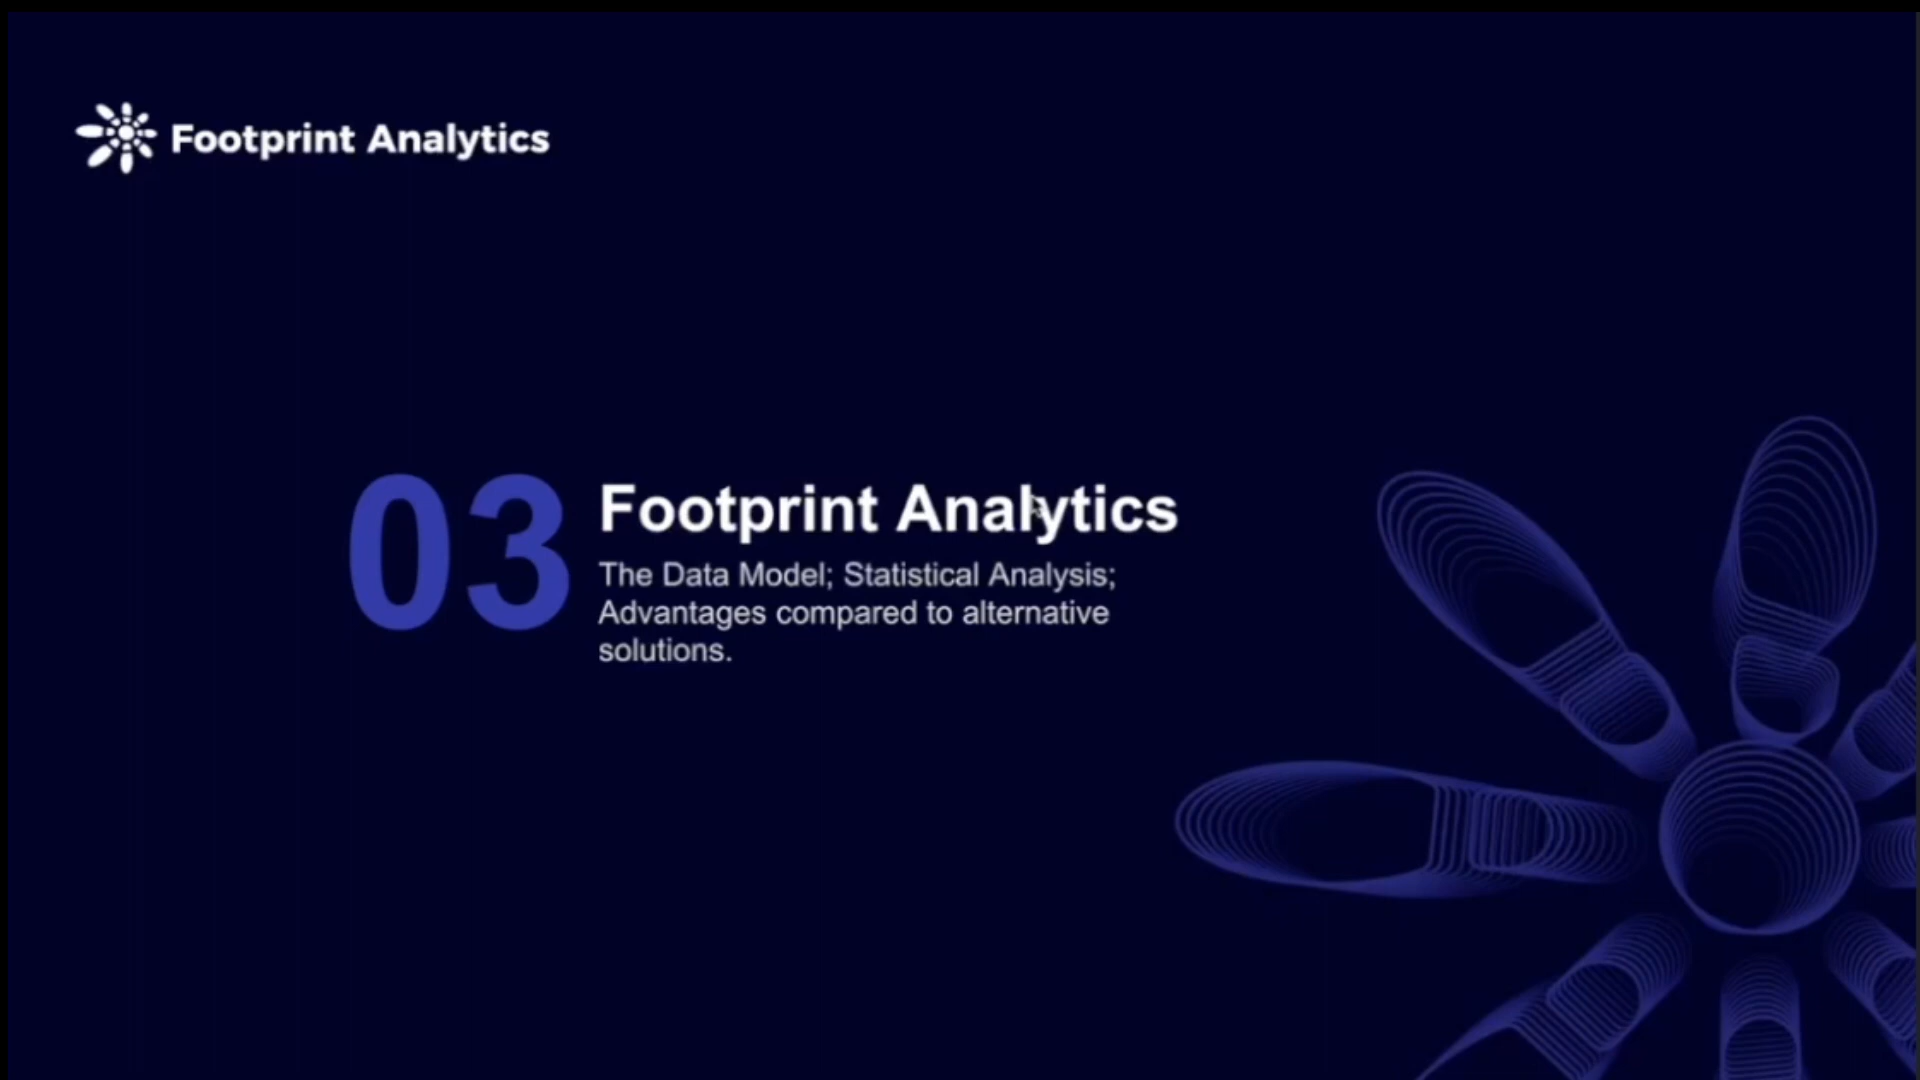 Footprint Analytics
03
Footprint Analytics
The Data Model; Statistical Analysis;
Advantages compared to alternative
solutions.